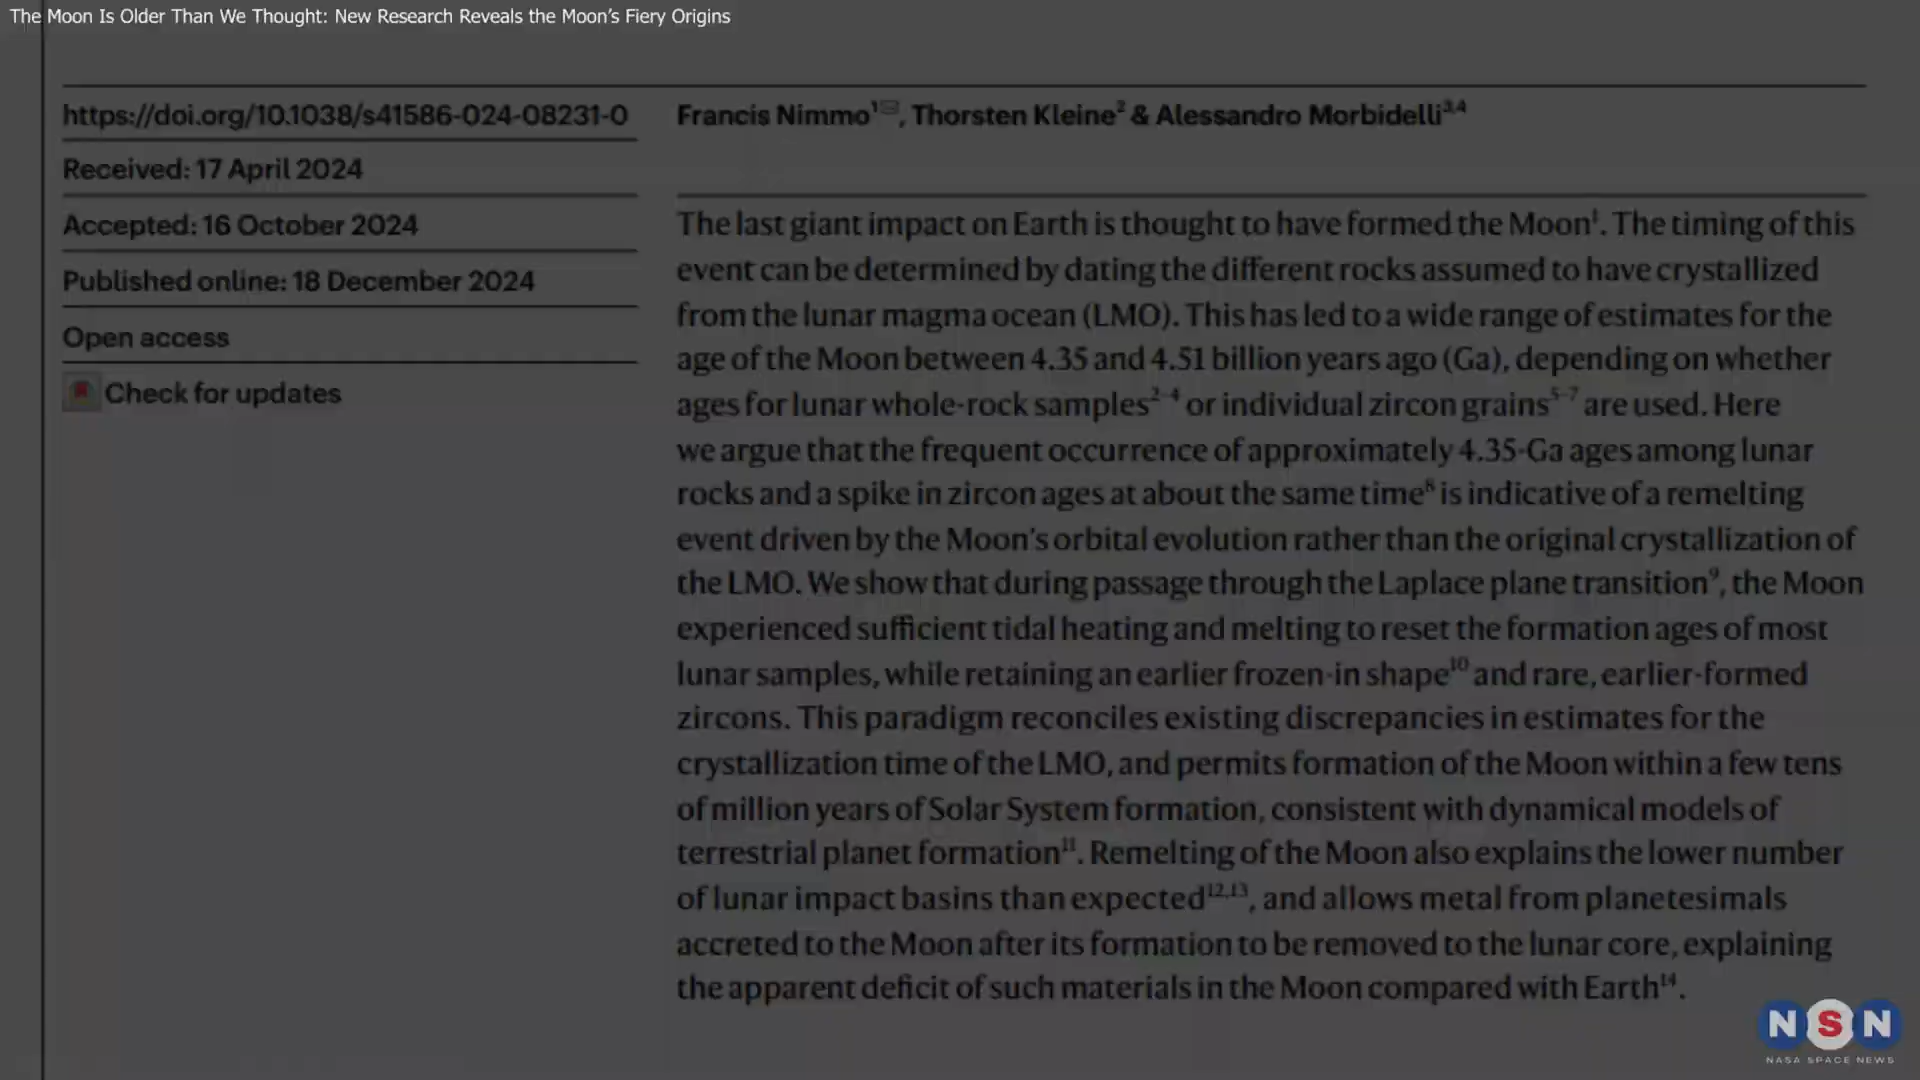 The Moon Is Older Than We Thought: New Research Reveals the Moon's Fiery Origins
https://doi.org/10.1038/s41586-024-08231-0
Received: 17 April 2024
Accepted: 16 October 2024
Published online: 18 December 2024
Open access
Check for updates
Francis Nimmo1✉, Thorsten Kleine2 & Alessandro Morbidelli3,4
The last giant impact on Earth is thought to have formed the Moon1. The timing of this
event can be determined by dating the different rocks assumed to have crystallized
from the lunar magma ocean (LMO). This has led to a wide range of estimates for the
age of the Moon between 4.35 and 4.51 billion years ago (Ga), depending on whether
ages for lunar whole-rock samples2-4 or individual zircon grains5-7 are used. Here
we argue that the frequent occurrence of approximately 4.35-Ga ages among lunar
rocks and a spike in zircon ages at about the same time8 is indicative of a remelting
event driven by the Moon's orbital evolution rather than the original crystallization of
the LMO. We show that during passage through the Laplace plane transition9, the Moon
experienced sufficient tidal heating and melting to reset the formation ages of most
lunar samples, while retaining an earlier frozen-in shape10 and rare, earlier-formed
zircons. This paradigm reconciles existing discrepancies in estimates for the
crystallization time of the LMO, and permits formation of the Moon within a few tens
of million years of Solar System formation, consistent with dynamical models of
terrestrial planet formation11. Remelting of the Moon also explains the lower number
of lunar impact basins than expected12,13, and allows metal from planetesimals
accreted to the Moon after its formation to be removed to the lunar core, explaining
the apparent deficit of such materials in the Moon compared with Earth14.
NSN
NASA SPACE NEWS